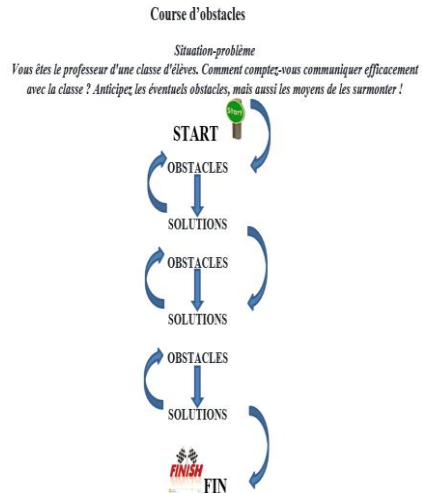 Course d'obstacles
Situation-problème
Vous êtes le professeur d'une classe d'élèves. Comment comptez-vous communiquer efficacement
avec la classe ? Anticipez les éventuels obstacles, mais aussi les moyens de les surmonter !
Start
START
OBSTACLES
SOLUTIONS
OBSTACLES
SOLUTIONS
OBSTACLES
SOLUTIONS
FINISH
FIN